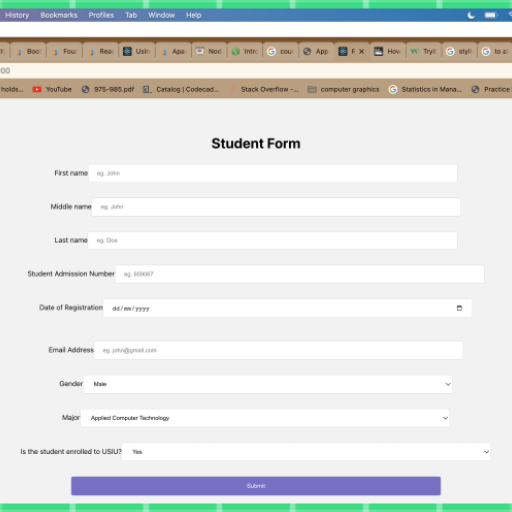 History Bookmarks Profiles Tab Window Help
Boo Four Rea Usin Apa Nod Intr cou App F Hov Tryi styli to a
00
holds... YouTube 975-985.pdf Catalog | Codecad... Stack Overflow -... computer graphics Statistics in Mana... Practice
Student Form
First name eg. John
Middle name eg. John
Last name eg. Doe
Student Admission Number eg. 659067
Date of Registration dd/mm/yyyy
Email Address eg. john@gmail.com
Gender Male
Major Applied Computer Technology
Is the student enrolled to USIU? Yes
Submit